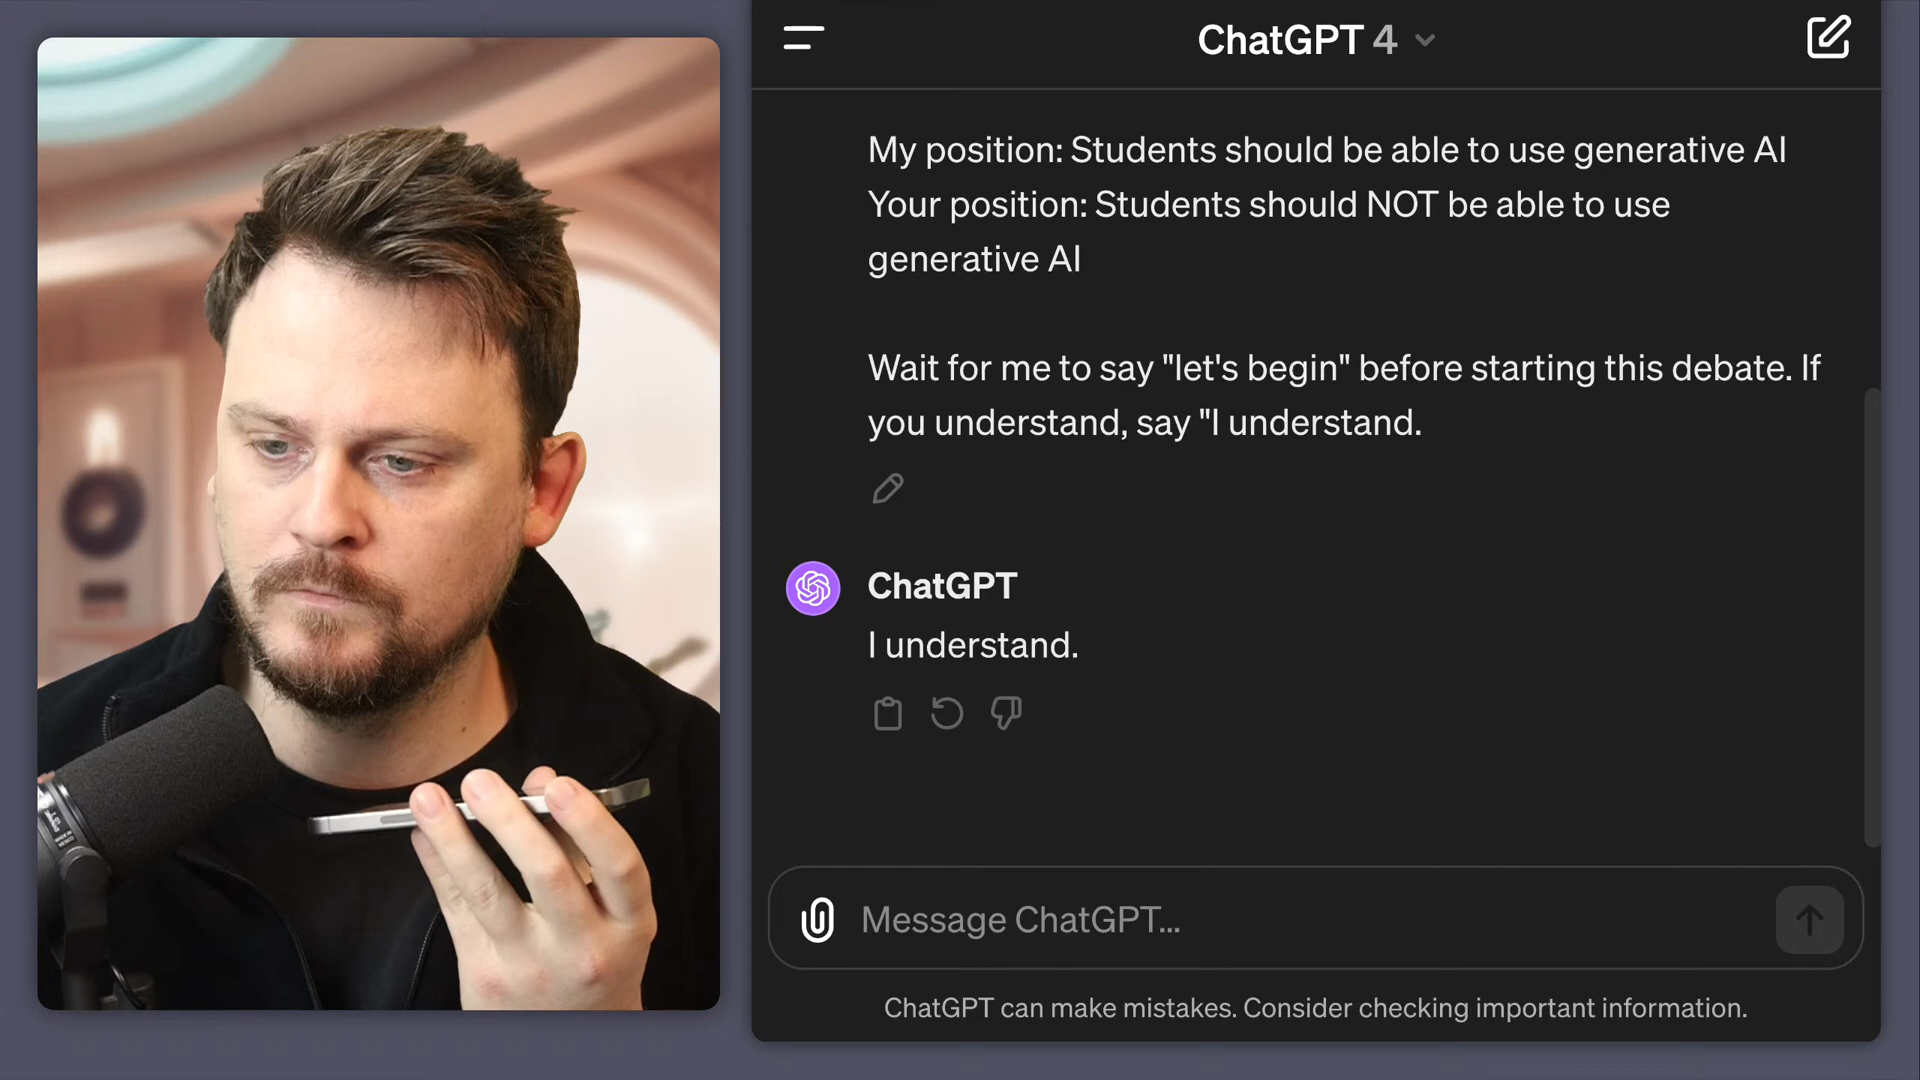 ChatGPT 4
My position: Students should be able to use generative AI
Your position: Students should NOT be able to use
generative AI
Wait for me to say "let's begin" before starting this debate. If
you understand, say "I understand.
ChatGPT
I understand.
Message ChatGPT...
ChatGPT can make mistakes. Consider checking important information.